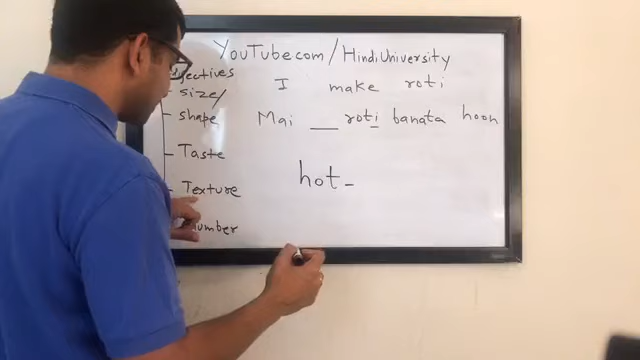 YouTube.com/HindiUniversity
Adjectives
size/
shape
Taste
Texture
number
I make roti
Mai __ roti banata hoon
hot -